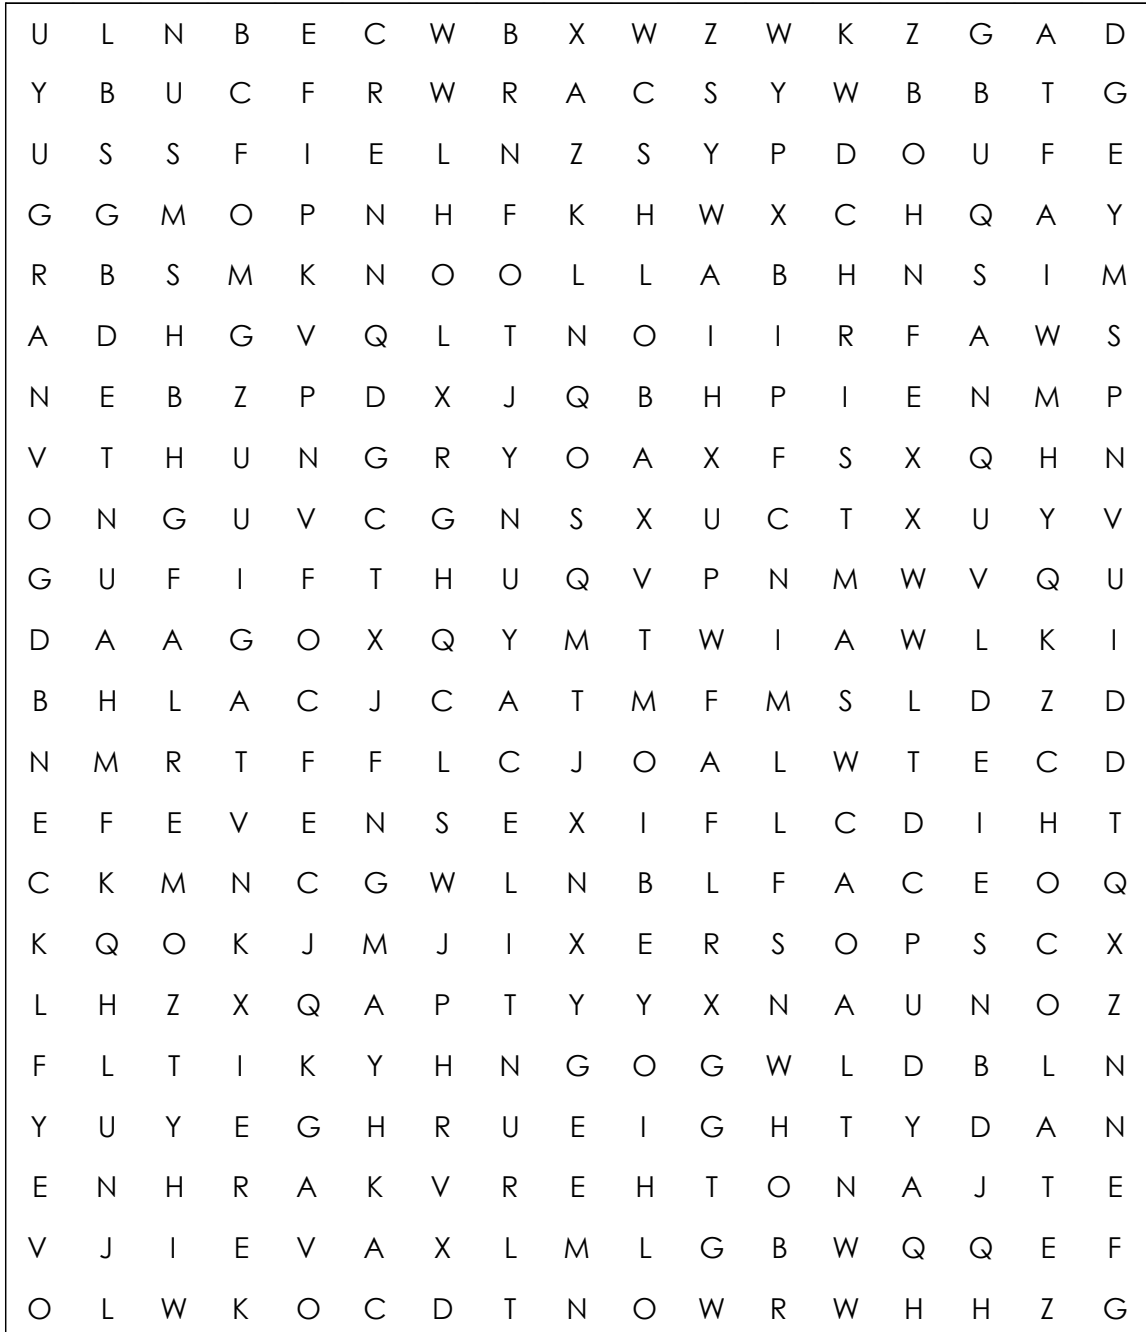 U L N B E C W B X W Z W K Z G A D
Y B U C F R W R A C S Y W B B T G
U S S F I E L N Z S Y P D O U F E
G G M O P N H F K H W X C H Q A Y
R B S M K N O O L L A B H N S I M
A D H G V Q L T N O I I R F A W S
N E B Z P D X J Q B H P I E N M P
V T H U N G R Y O A X F S X Q H N
O N G U V C G N S X U C T X U Y V
G U F I F T H U Q V P N M W V Q U
D A A G O X Q Y M T W I A W L K I
B H L A C J C A T M F M S L D Z D
N M R T F F L C J O A L W T E C D
E F E V E N S E X I F L C D I H T
C K M N C G W L N B L F A C E O Q
K Q O K J M J I X E R S O P S C X
L H Z X Q A P T Y Y X N A U N O Z
F L T I K Y H N G O G W L D B L N
Y U Y E G H R U E I G H T Y D A N
E N H R A K V R E H T O N A J T E
V J I E V A X L M L G B W Q Q E F
O L W K O C D T N O W R W H H Z G